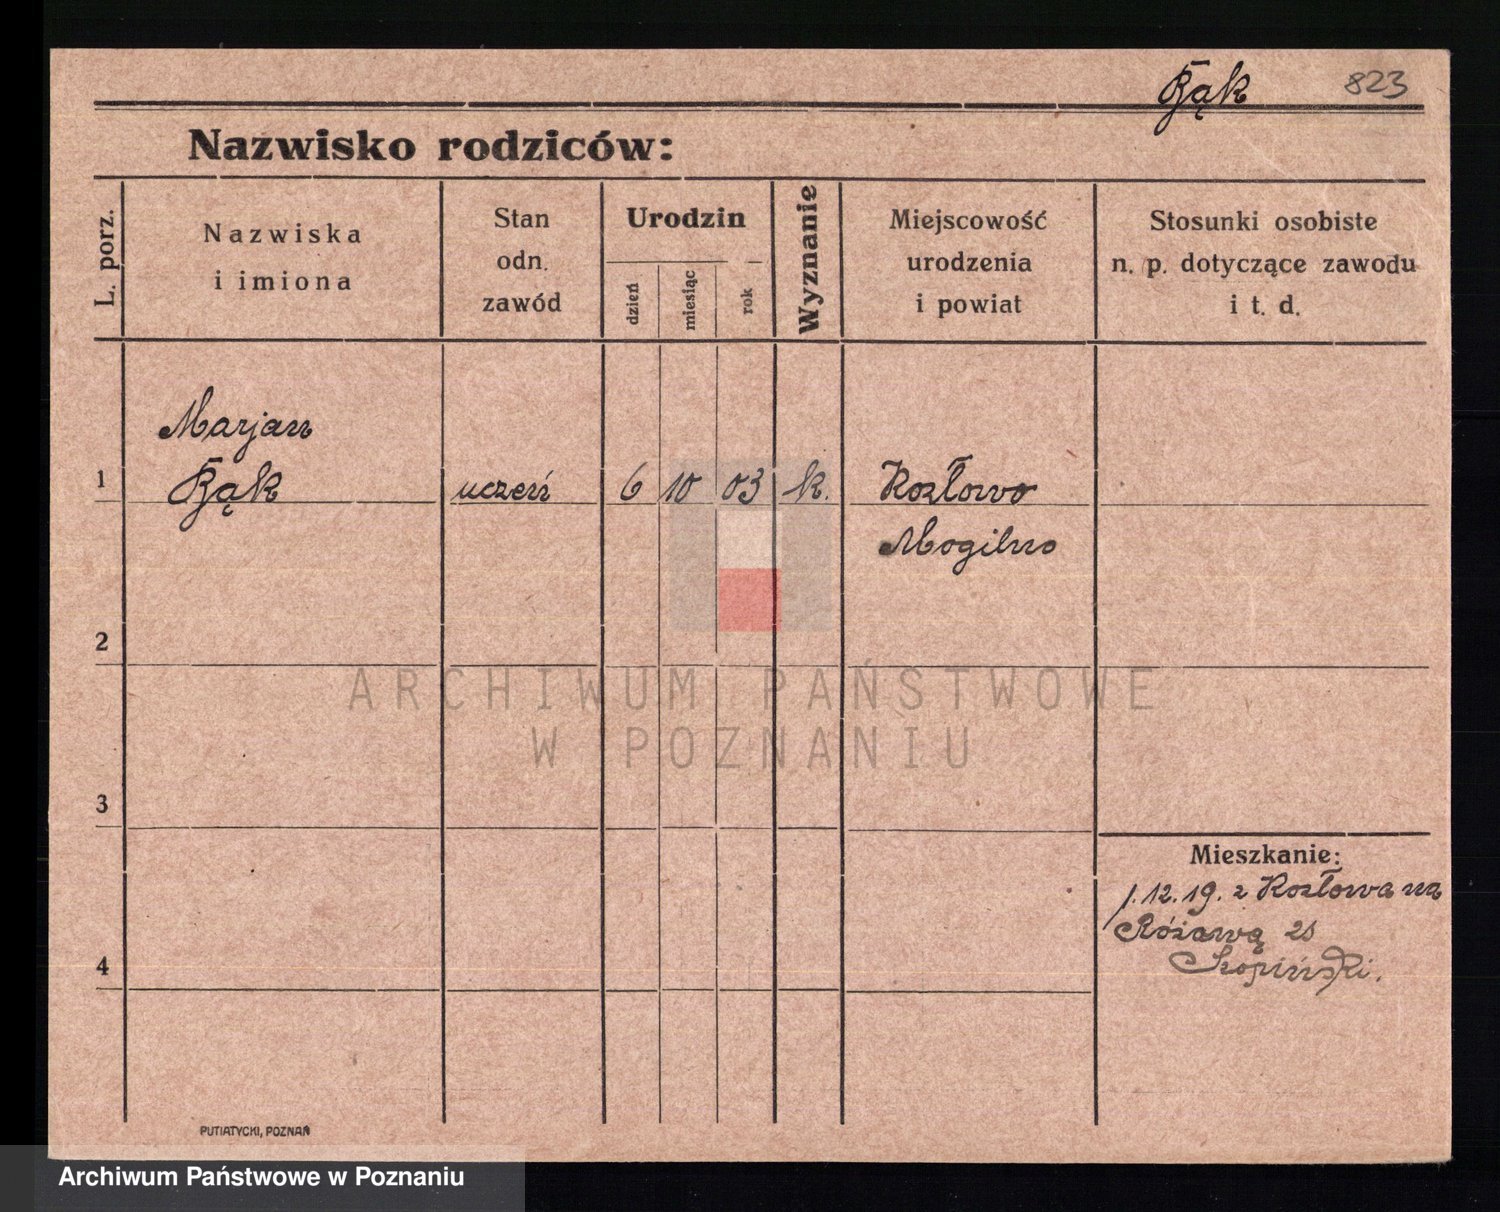 Bąk 823
Nazwisko rodziców:
L. porz.
Nazwiska
i imiona
Stan
odn.
zawód
Urodzin
dzień
miesiąc
rok
Wyznanie
Miejscowość
urodzenia
i powiat
Stosunki osobiste
n. p. dotyczące zawodu
i t. d.
Marjan
1 Bąk uczeń 6 10 03 k. Kozłowo
Mogilno
2
ARCHIWUM PAŃSTWOWE
W POZNANIU
3
Mieszkanie:
1.12.19. z Kozłowa na
Różową 21
4
PUTIATYCKI, POZNAŃ
Archiwum Państwowe w Poznaniu